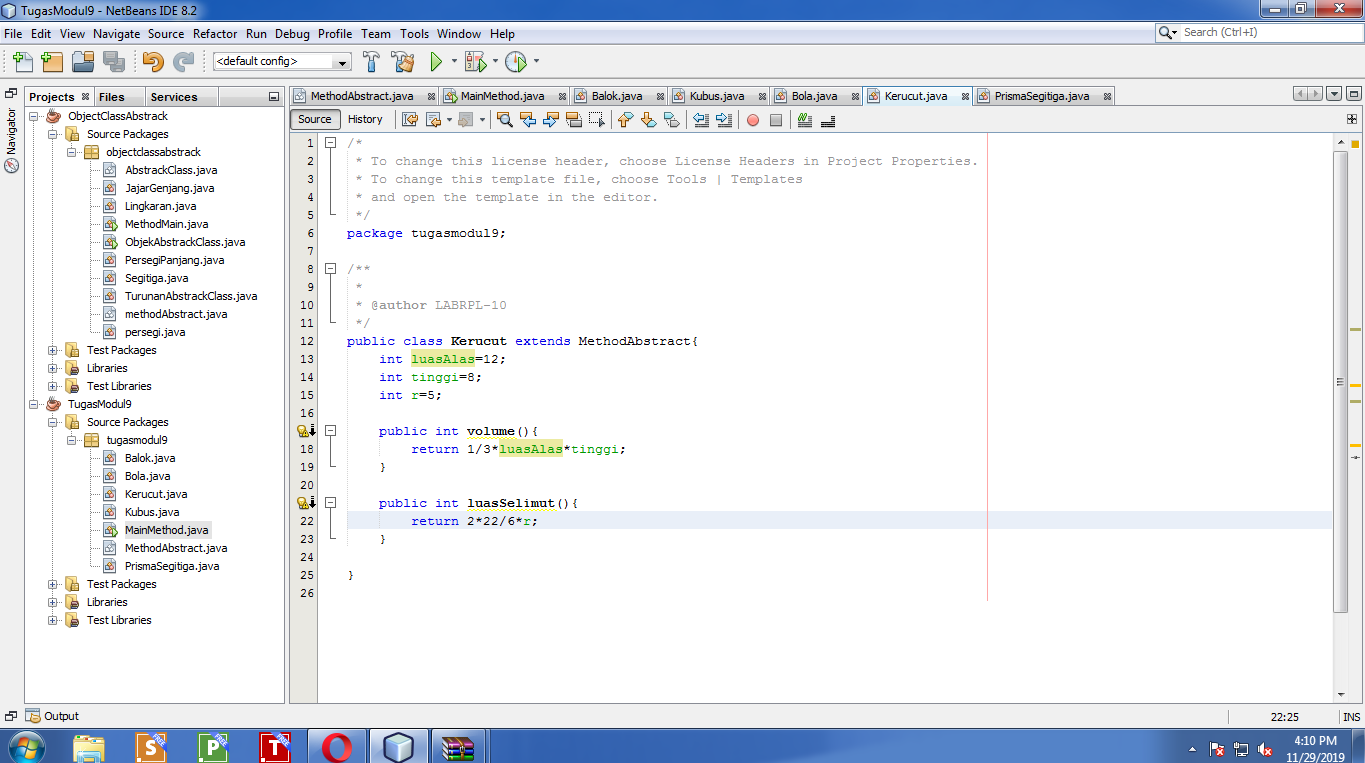 TugasModul9 - NetBeans IDE 8.2
File Edit View Navigate Source Refactor Run Debug Profile Team Tools Window Help
Search (Ctrl+I)
<default config>
Projects Files Services
MethodAbstract.java MainMethod.java Balok.java Kubus.java Bola.java Kerucut.java PrismaSegitiga.java
Navigator
Source History
ObjectClassAbstrack
Source Packages
objectclassabstrack
AbstrackClass.java
JajarGenjang.java
Lingkaran.java
MethodMain.java
ObjekAbstrackClass.java
PersegiPanjang.java
Segitiga.java
TurunanAbstrackClass.java
methodAbstract.java
persegi.java
Test Packages
Libraries
Test Libraries
TugasModul9
Source Packages
tugasmodul9
Balok.java
Bola.java
Kerucut.java
Kubus.java
MainMethod.java
MethodAbstract.java
PrismaSegitiga.java
Test Packages
Libraries
Test Libraries
1 /*
2 * To change this license header, choose License Headers in Project Properties.
3 * To change this template file, choose Tools | Templates
4 * and open the template in the editor.
5 */
6 package tugasmodul9;
7
8 /**
9 *
10 * @author LABRPL-10
11 */
12 public class Kerucut extends MethodAbstract{
13 int luasAlas=12;
14 int tinggi=8;
15 int r=5;
16
public int volume(){
18 return 1/3*luasAlas*tinggi;
19 }
20
public int luasSelimut(){
22 return 2*22/6*r;
23 }
24
25 }
26
Output
22:25 INS
S FREE
P FREE
T FREE
4:10 PM
11/29/2019